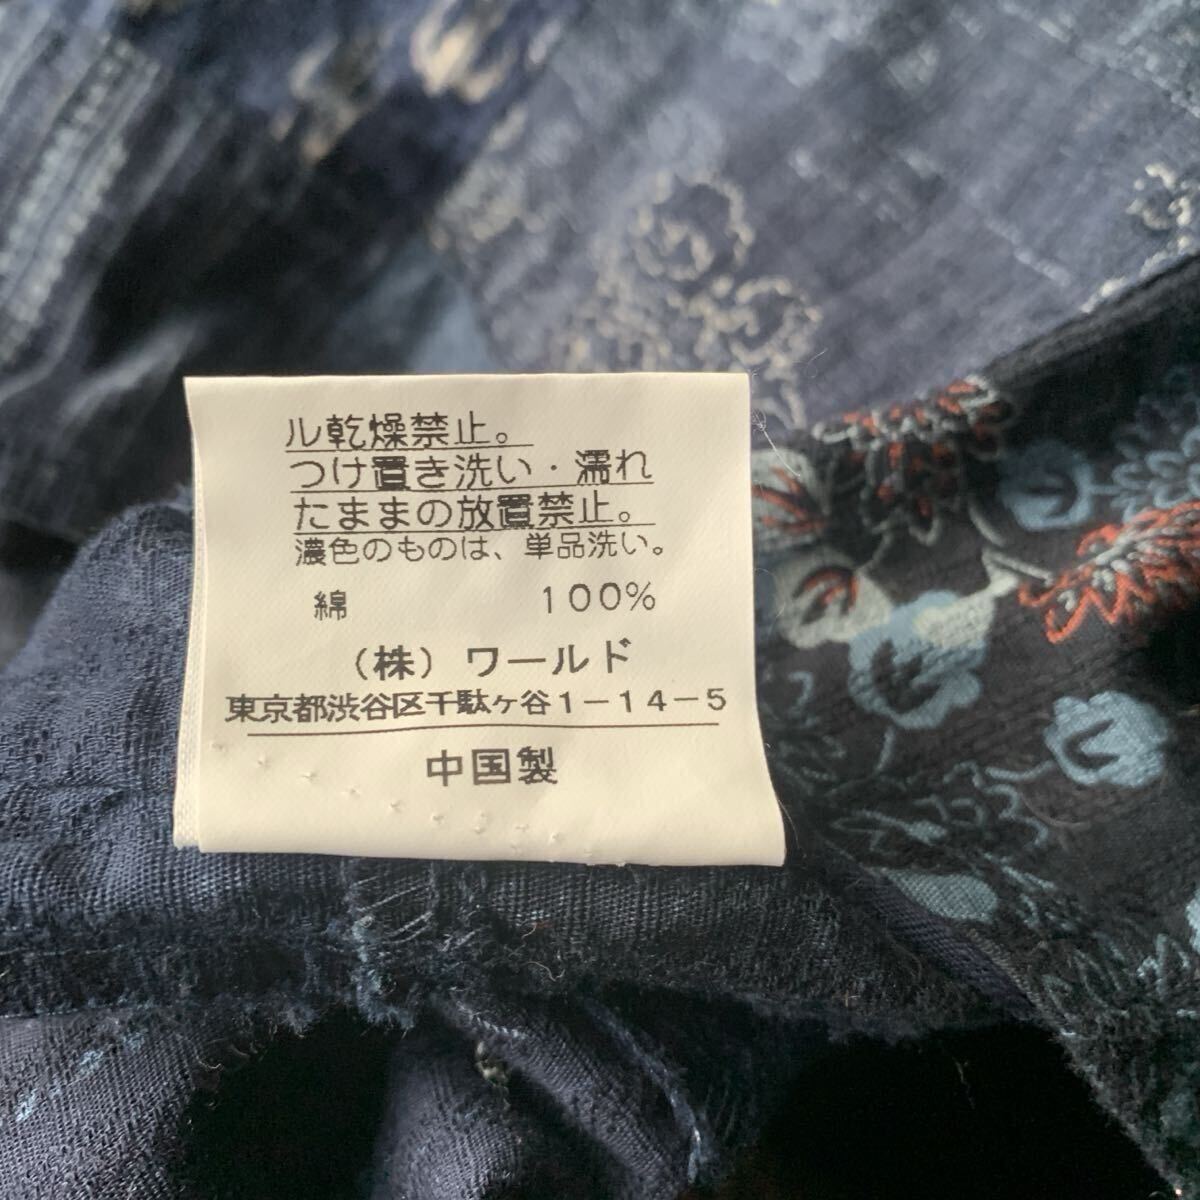 ル乾燥禁止。
つけ置き洗い・濡れ
たままの放置禁止。
濃色のものは、単品洗い。
綿 100%
（株）ワールド
東京都渋谷区千駄ヶ谷1-14-5
中国製